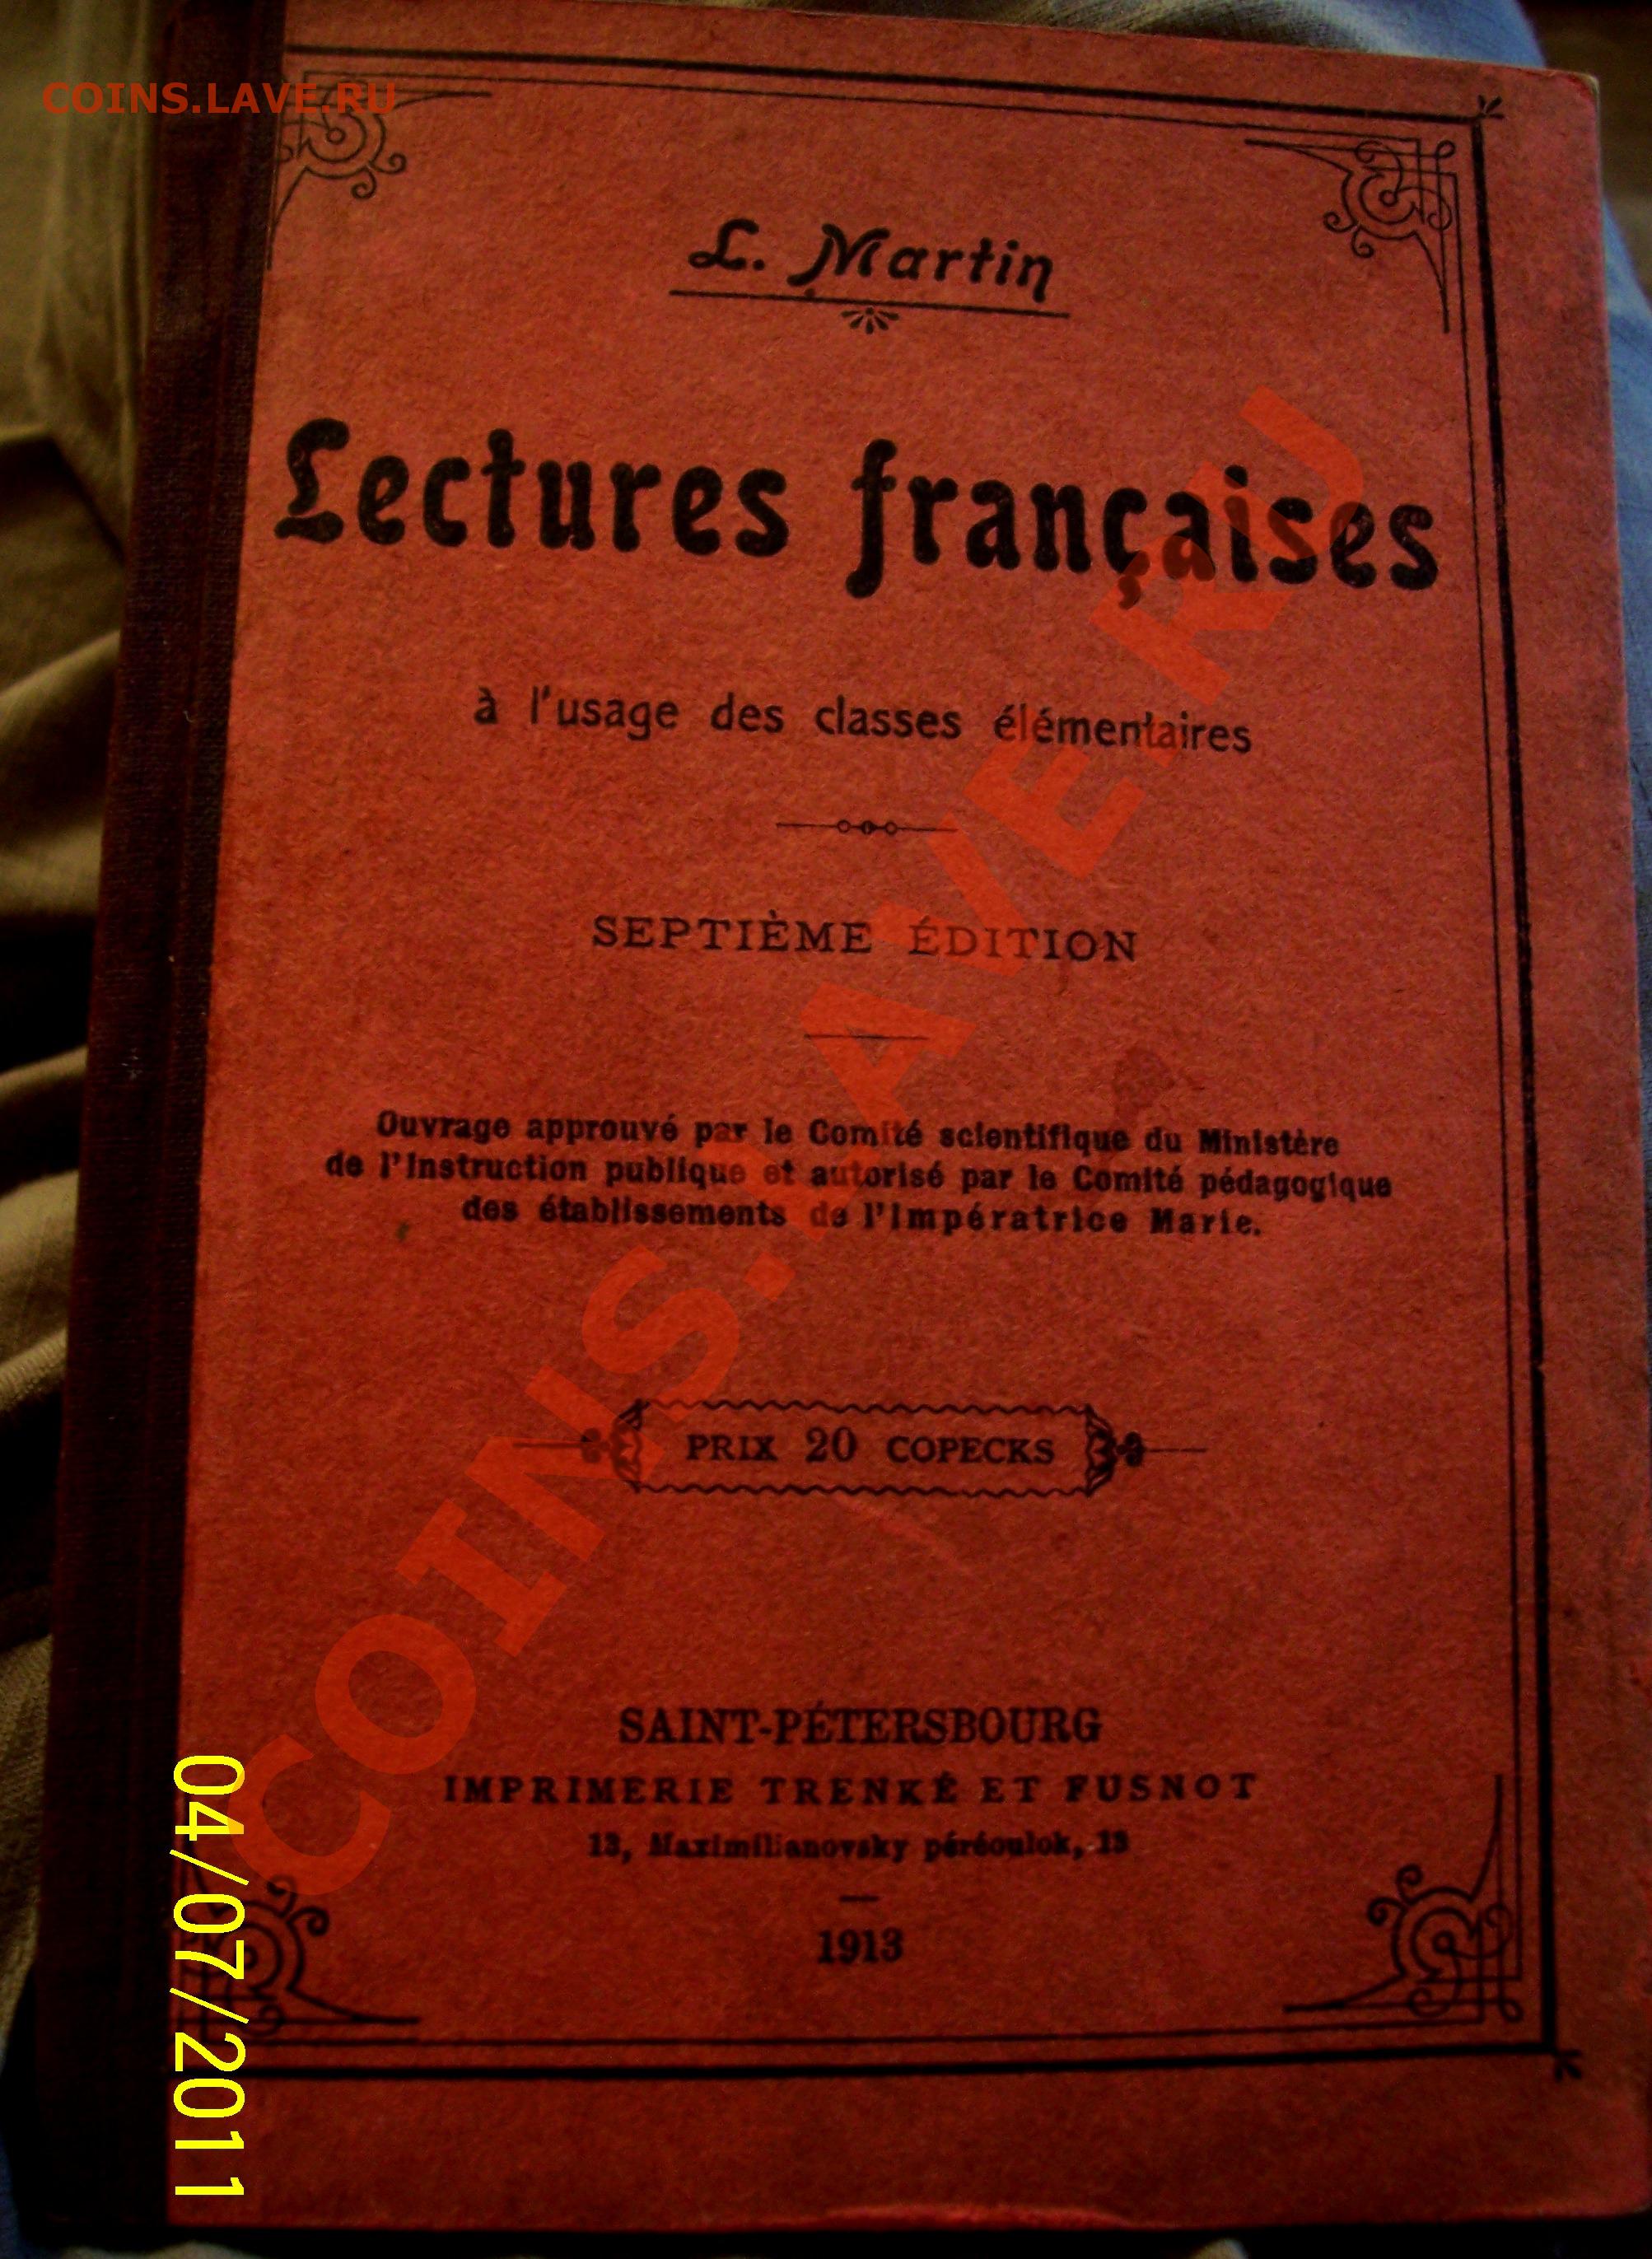 COINS.LAVE.RU
L. Martin
Lectures françaises
à l'usage des classes élémentaires
SEPTIÈME ÉDITION
Ouvrage approuvé par le Comité scientifique du Ministère
de l'Instruction publique et autorisé par le Comité pédagogique
des établissements de l'Impératrice Marie.
PRIX 20 COPECKS
SAINT-PÉTERSBOURG
IMPRIMERIE TRENKÉ ET FUSNOT
13, Maximilianovsky péréoulok, 13
1913
COINS.LAVE.RU
04/07/2011